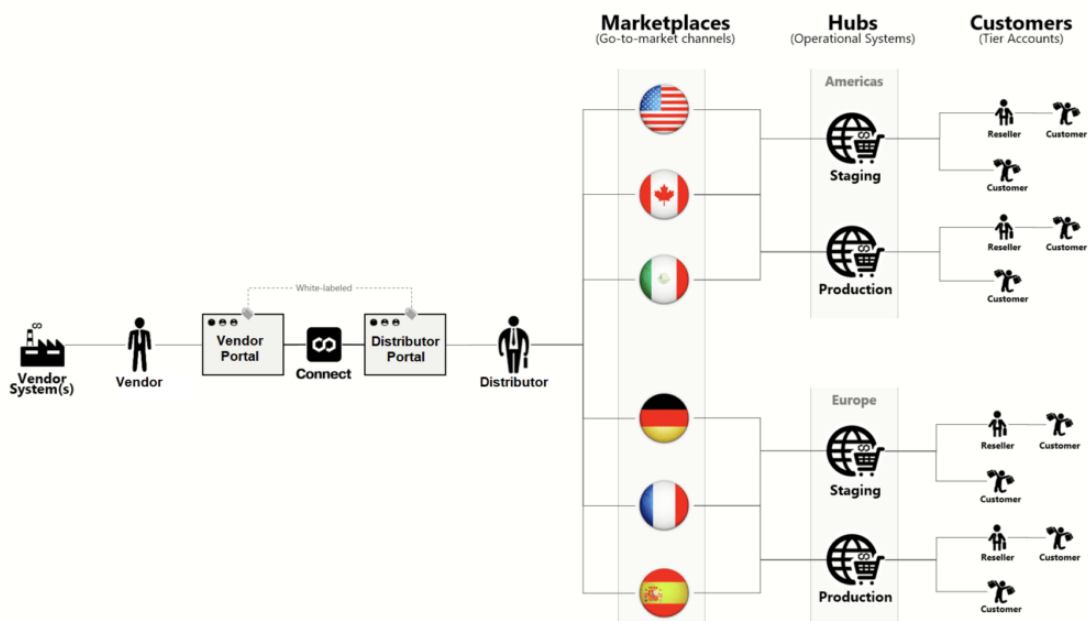 Marketplaces
(Go-to-market channels)
Hubs
(Operational Systems)
Customers
(Tier Accounts)
Americas
Staging
Reseller
Customer
Customer
Production
Reseller
Customer
Customer
White-labeled
Vendor
System(s)
Vendor
Vendor
Portal
Connect
Distributor
Portal
Distributor
Europe
Staging
Reseller
Customer
Customer
Production
Reseller
Customer
Customer